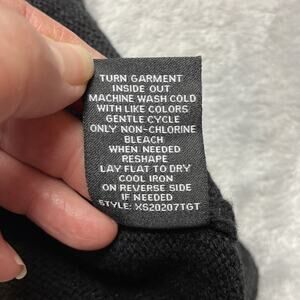 TURN GARMENT
INSIDE OUT
MACHINE WASH COLD
WITH LIKE COLORS
GENTLE CYCLE
ONLY NON-CHLORINE
BLEACH
WHEN NEEDED
RESHAPE
LAY FLAT TO DRY
COOL IRON
ON REVERSE SIDE
IF NEEDED
STYLE: XS20207TGT